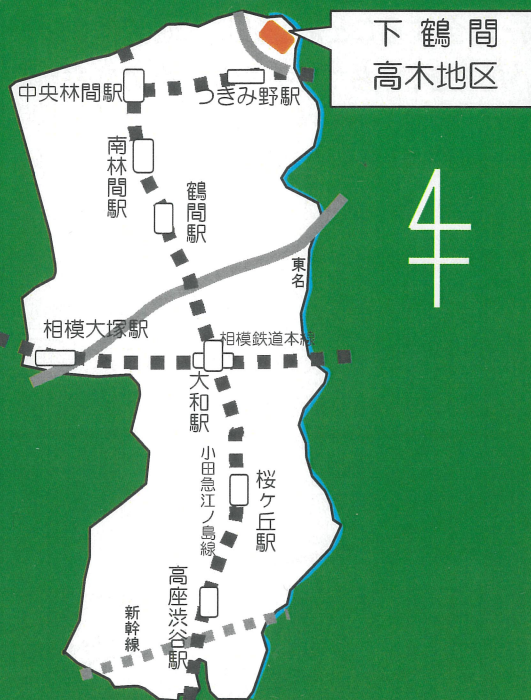 下鶴間
高木地区
中央林間駅
つきみ野駅
南林間駅
鶴間駅
東名
相模大塚駅
相模鉄道本線
大和駅
小田急江ノ島線
桜ヶ丘駅
高座渋谷駅
新幹線